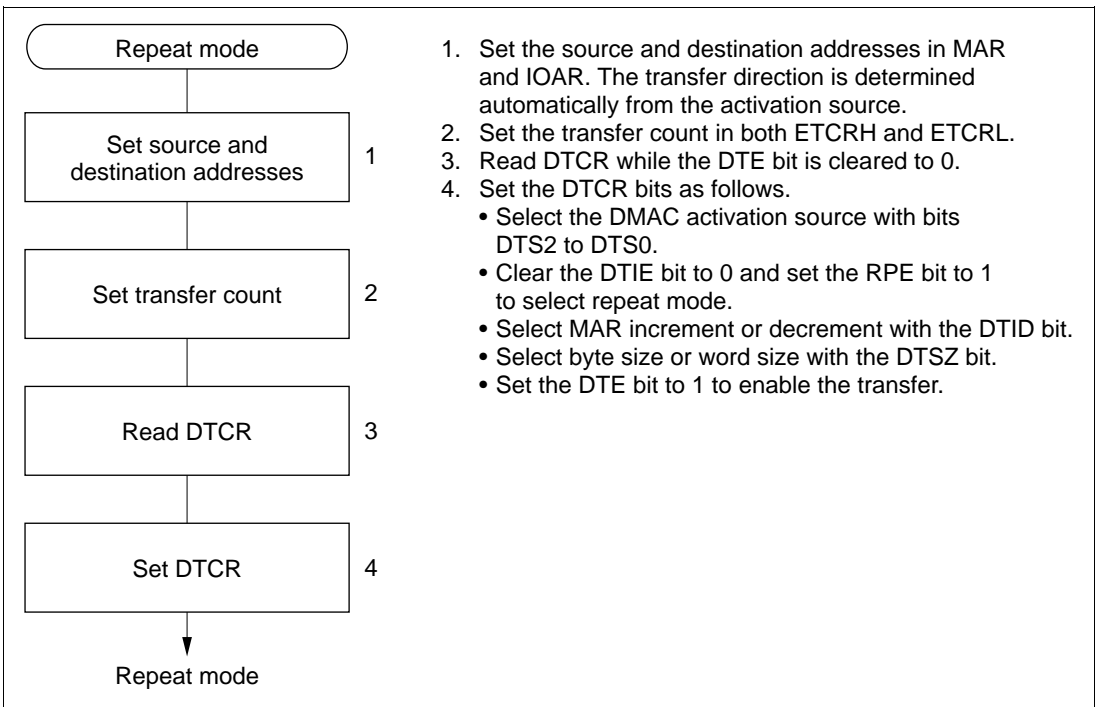 Repeat mode
Set source and
destination addresses
1
Set transfer count
2
Read DTCR
3
Set DTCR
4
Repeat mode
1. Set the source and destination addresses in MAR
and IOAR. The transfer direction is determined
automatically from the activation source.
2. Set the transfer count in both ETCRH and ETCRL.
3. Read DTCR while the DTE bit is cleared to 0.
4. Set the DTCR bits as follows.
• Select the DMAC activation source with bits
DTS2 to DTS0.
• Clear the DTIE bit to 0 and set the RPE bit to 1
to select repeat mode.
• Select MAR increment or decrement with the DTID bit.
• Select byte size or word size with the DTSZ bit.
• Set the DTE bit to 1 to enable the transfer.